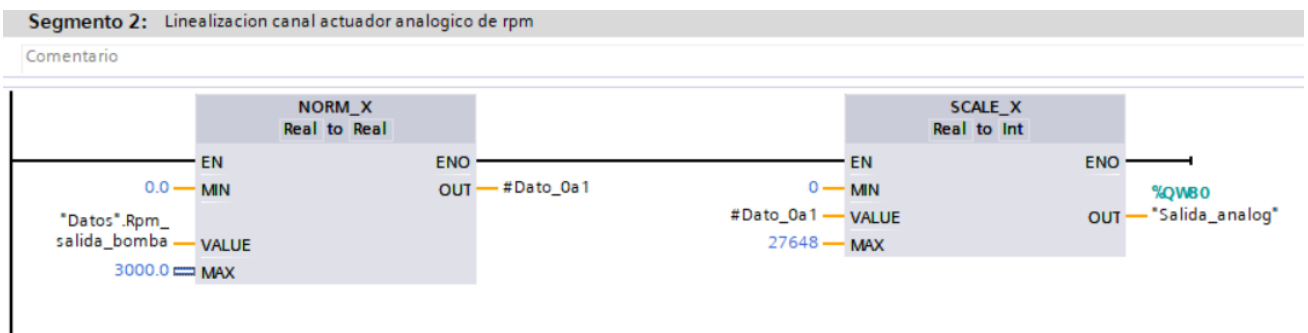 Segmento 2: Linealizacion canal actuador analogico de rpm
Comentario
NORM_X
Real to Real
EN
ENO
0.0
MIN
OUT
#Dato_0a1
"Datos".Rpm_
salida_bomba
VALUE
3000.0
MAX
SCALE_X
Real to Int
EN
ENO
0
MIN
%QW80
#Dato_0a1
VALUE
OUT
"Salida_analog"
27648
MAX